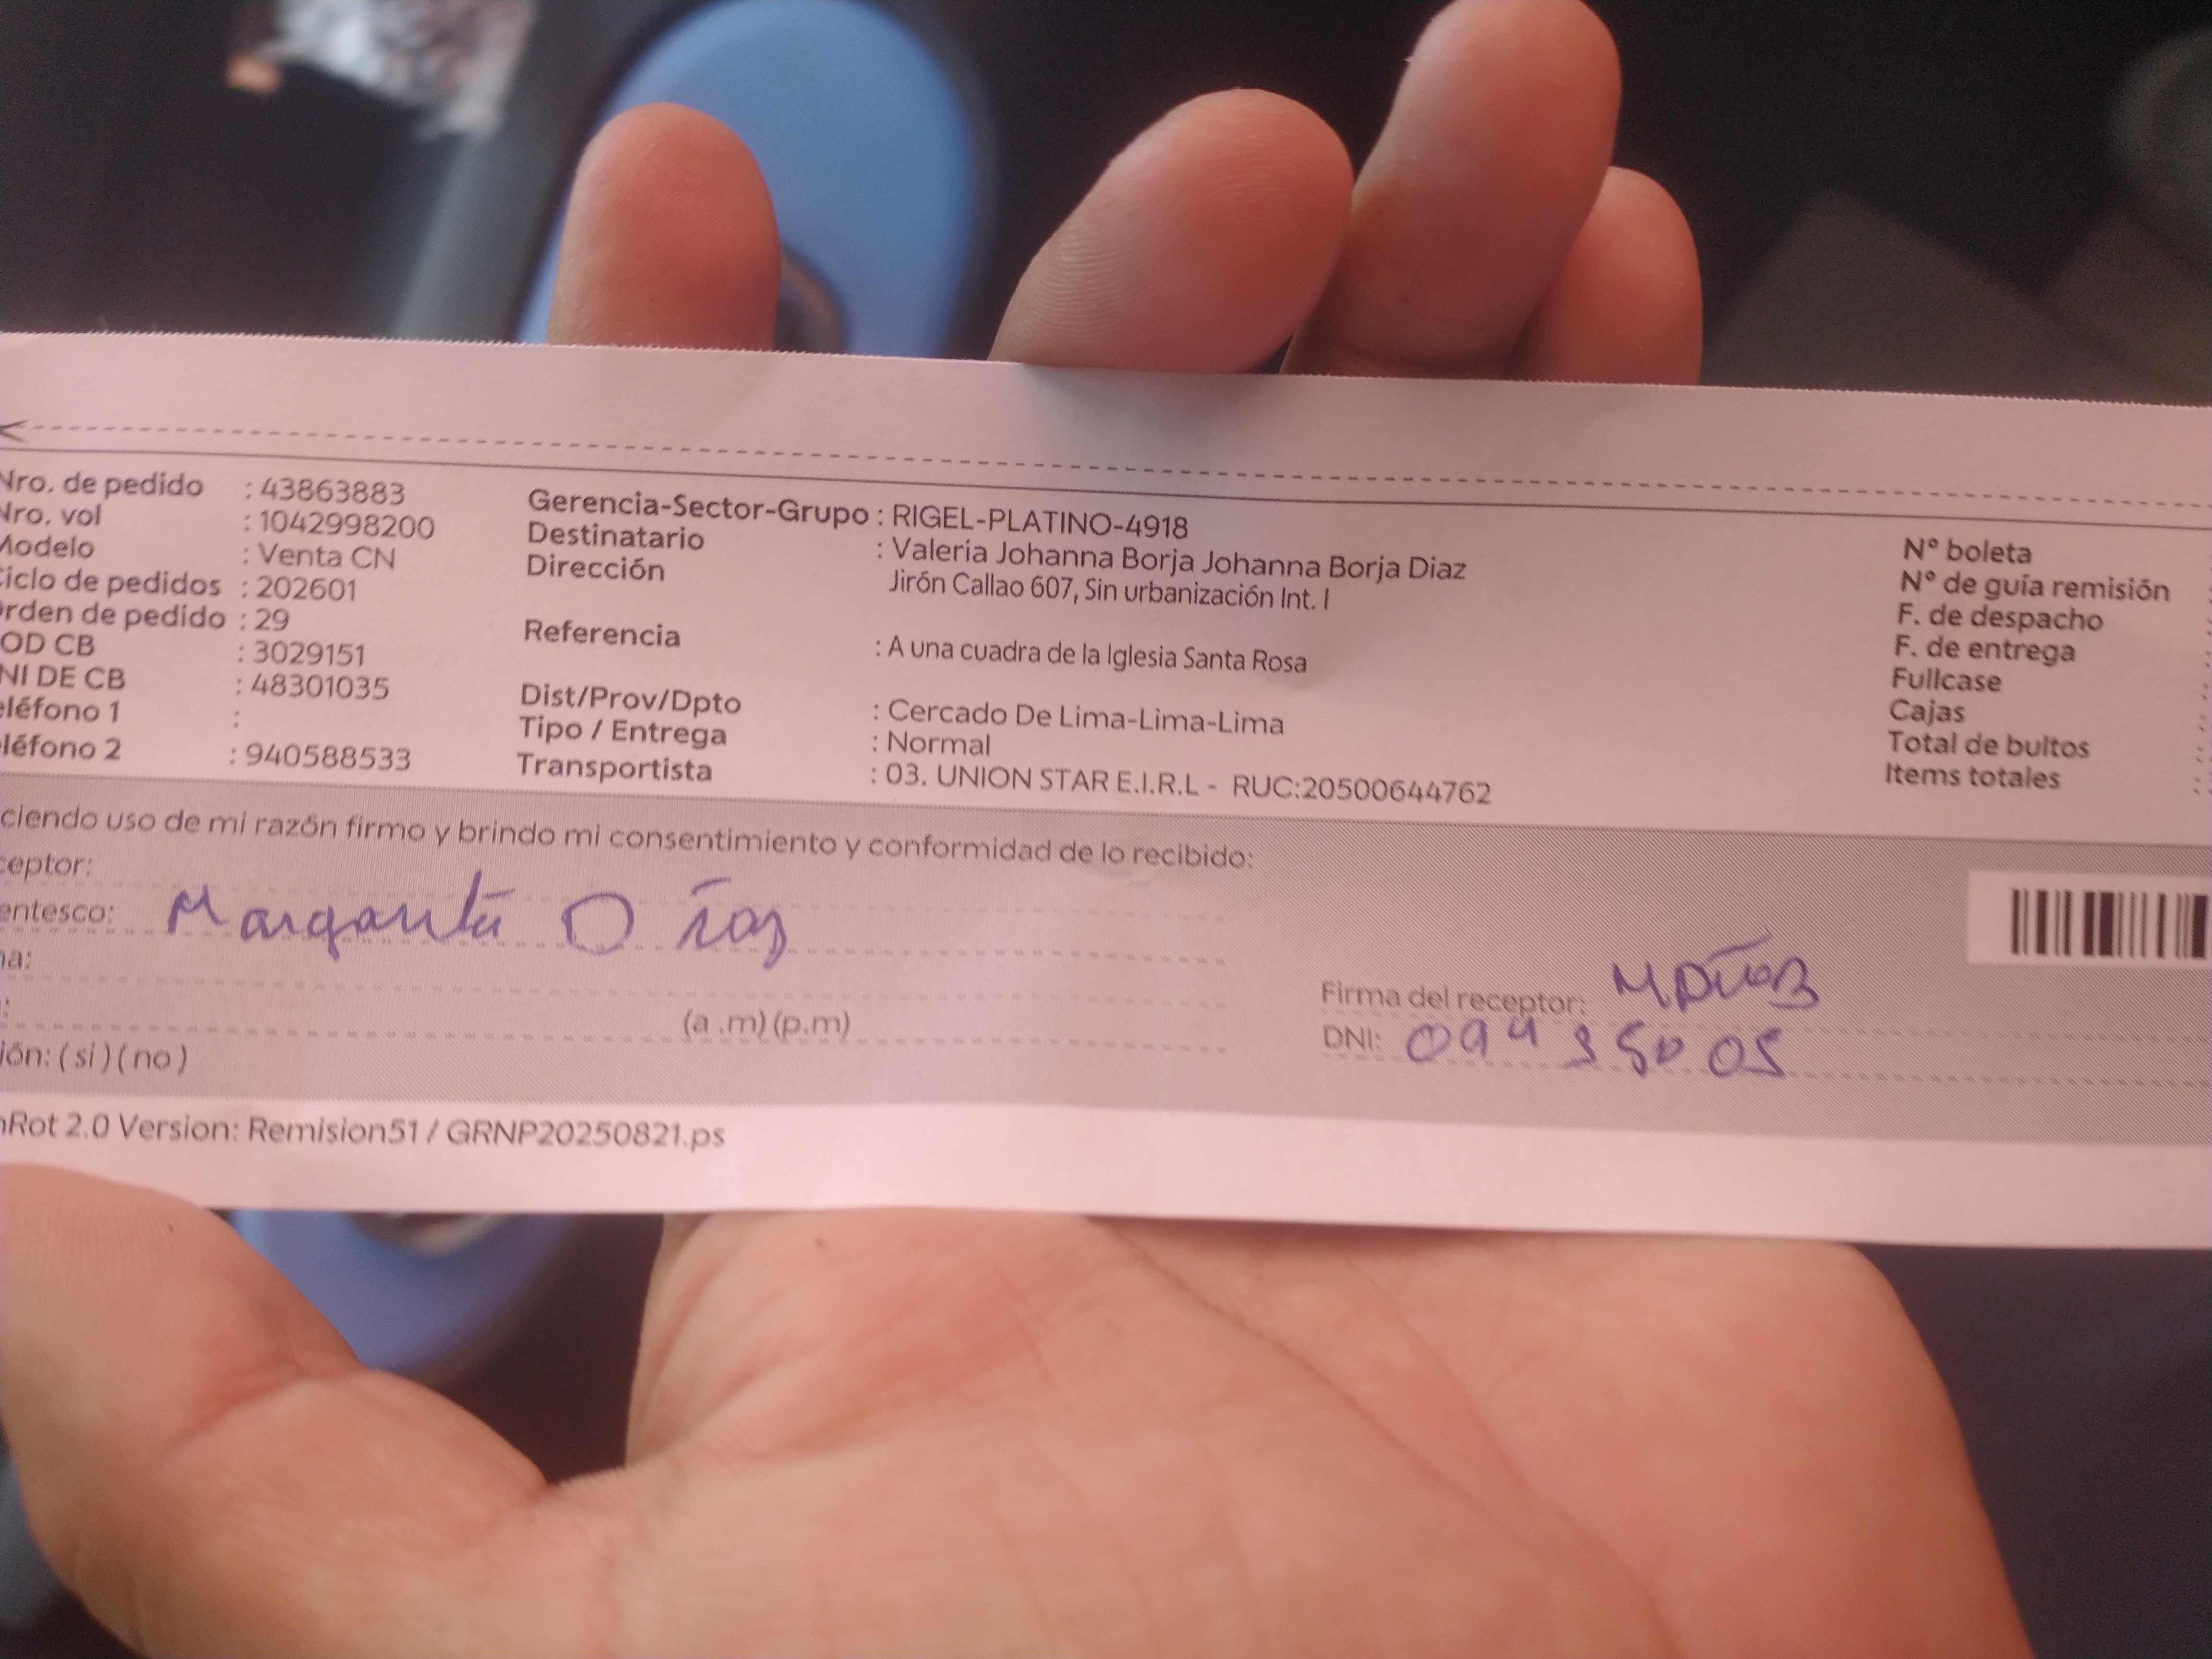 Nro. de pedido : 43863883
Nro. vol : 1042998200
Modelo : Venta CN
Ciclo de pedidos : 202601
Orden de pedido : 29
OD CB : 3029151
NI DE CB : 48301035
eléfono 1 :
léfono 2 : 940588533
Gerencia-Sector-Grupo : RIGEL-PLATINO-4918
Destinatario : Valeria Johanna Borja Johanna Borja Diaz
Dirección Jirón Callao 607, Sin urbanización Int. I
Referencia : A una cuadra de la Iglesia Santa Rosa
Dist/Prov/Dpto : Cercado De Lima-Lima-Lima
Tipo / Entrega : Normal
Transportista : 03. UNION STAR E.I.R.L - RUC:20500644762
N° boleta :
N° de guía remisión :
F. de despacho :
F. de entrega :
Fullcase :
Cajas :
Total de bultos :
Items totales :
ciendo uso de mi razón firmo y brindo mi consentimiento y conformidad de lo recibido:
ceptor:
entesco: Margarita Díaz
na:
: (a .m) (p.m)
ión: ( si ) ( no )
Firma del receptor:
DNI:
Rot 2.0 Version: Remision51 / GRNP20250821.ps